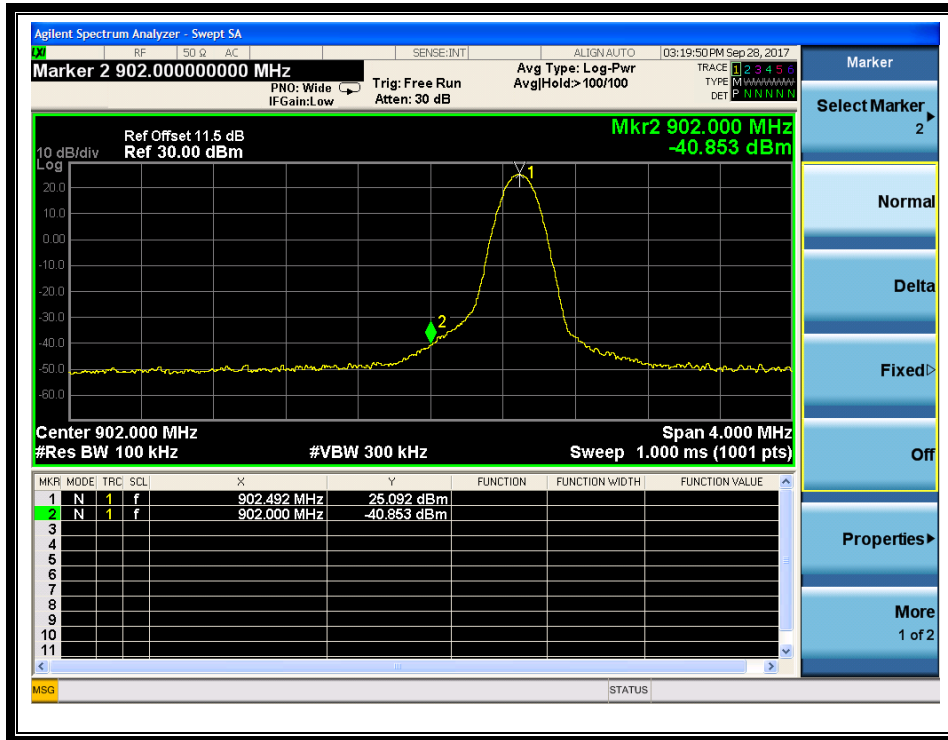 Agilent Spectrum Analyzer - Swept SA
LXI RF 50 Ω AC SENSE:INT ALIGN AUTO 03:19:50 PM Sep 28, 2017
Marker 2 902.000000000 MHz
PNO: Wide
IFGain:Low
Trig: Free Run
Atten: 30 dB
Avg Type: Log-Pwr
Avg|Hold:>100/100
TRACE 1 2 3 4 5 6
TYPE M WWWWW
DET P N N N N N
Ref Offset 11.5 dB
Ref 30.00 dBm
10 dB/div
Log
Mkr2 902.000 MHz
-40.853 dBm
20.0
10.0
0.00
-10.0
-20.0
-30.0
-40.0
-50.0
-60.0
1
2
Center 902.000 MHz Span 4.000 MHz
#Res BW 100 kHz #VBW 300 kHz Sweep 1.000 ms (1001 pts)
MKR MODE TRC SCL X Y FUNCTION FUNCTION WIDTH FUNCTION VALUE
1 N 1 f 902.492 MHz 25.092 dBm
2 N 1 f 902.000 MHz -40.853 dBm
3
4
5
6
7
8
9
10
11
MSG STATUS
Marker
Select Marker
2
Normal
Delta
Fixed
Off
Properties
More
1 of 2